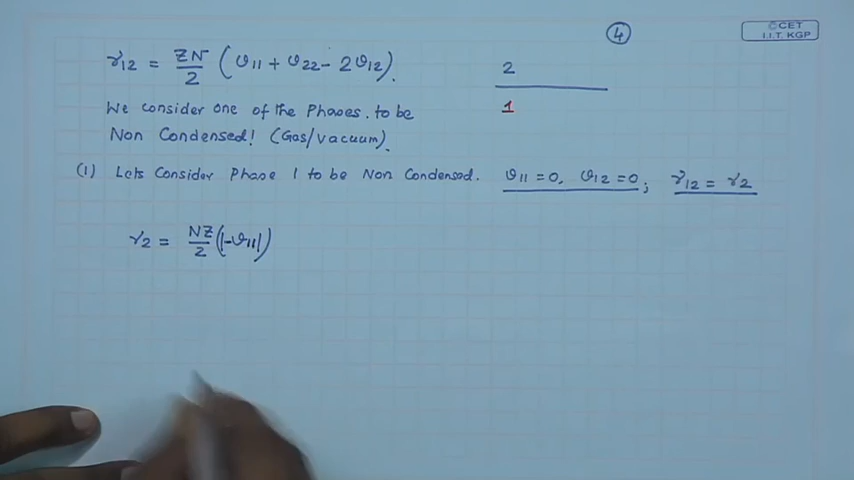 ④
©CET
I.I.T. KGP
γ12 = ZN/2 (υ11 + υ22 - 2υ12).
2
1
We consider one of the Phases. to be
Non Condensed! (Gas/vacuum).
(1) Lets Consider Phase 1 to be Non Condensed. υ11 = 0, υ12 = 0; γ12 = γ2
γ2 = NZ/2 (|-υ11|)